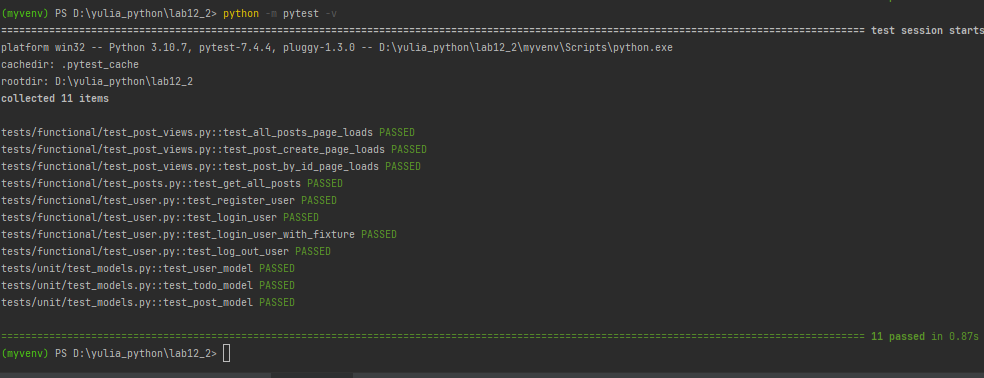 (myvenv) PS D:\yulia_python\lab12_2> python -m pytest -v
======================================================================================================================================================= test session starts
platform win32 -- Python 3.10.7, pytest-7.4.4, pluggy-1.3.0 -- D:\yulia_python\lab12_2\myvenv\Scripts\python.exe
cachedir: .pytest_cache
rootdir: D:\yulia_python\lab12_2
collected 11 items
tests/functional/test_post_views.py::test_all_posts_page_loads PASSED
tests/functional/test_post_views.py::test_post_create_page_loads PASSED
tests/functional/test_post_views.py::test_post_by_id_page_loads PASSED
tests/functional/test_posts.py::test_get_all_posts PASSED
tests/functional/test_user.py::test_register_user PASSED
tests/functional/test_user.py::test_login_user PASSED
tests/functional/test_user.py::test_login_user_with_fixture PASSED
tests/functional/test_user.py::test_log_out_user PASSED
tests/unit/test_models.py::test_user_model PASSED
tests/unit/test_models.py::test_todo_model PASSED
tests/unit/test_models.py::test_post_model PASSED
======================================================================================================================================================= 11 passed in 0.87s
(myvenv) PS D:\yulia_python\lab12_2>